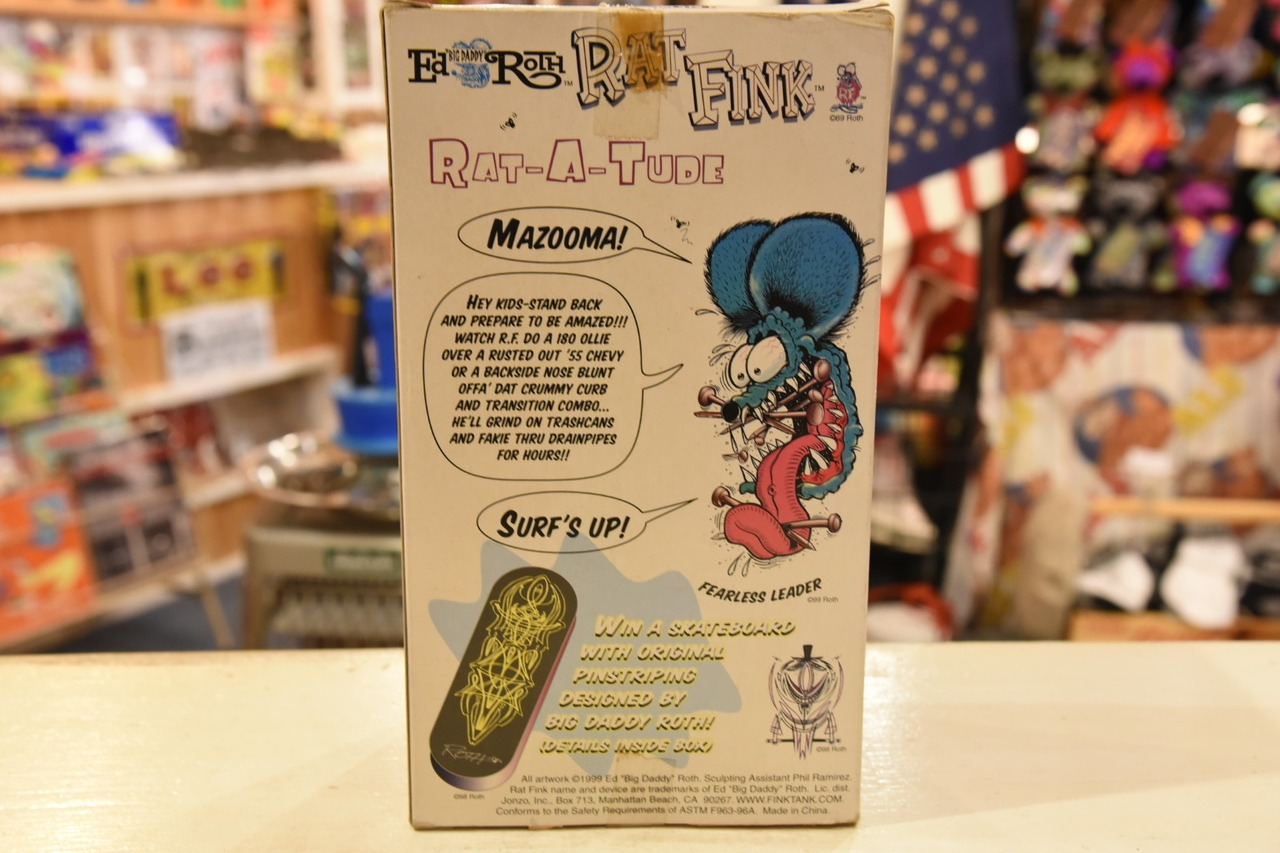 Ed "BIG DADDY" Roth™ RAT FINK™
©69 Roth
RAT-A-TUDE
MAZOOMA!
HEY KIDS-STAND BACK
AND PREPARE TO BE AMAZED!!!
WATCH R.F. DO A 180 OLLIE
OVER A RUSTED OUT '55 CHEVY
OR A BACKSIDE NOSE BLUNT
OFFA' DAT CRUMMY CURB
AND TRANSITION COMBO...
HE'LL GRIND ON TRASHCANS
AND FAKIE THRU DRAINPIPES
FOR HOURS!!
SURF'S UP!
FEARLESS LEADER
©99 Roth
WIN A SKATEBOARD
WITH ORIGINAL
PINSTRIPING
DESIGNED BY
BIG DADDY ROTH!
(DETAILS INSIDE BOX)
©98 Roth
©98 Roth
All artwork ©1999 Ed "Big Daddy" Roth. Sculpting Assistant Phil Ramirez.
Rat Fink name and device are trademarks of Ed "Big Daddy" Roth. Lic. dist.
Jonzo, Inc., Box 713, Manhattan Beach, CA 90267. WWW.FINKTANK.COM.
Conforms to the Safety Requirements of ASTM F963-96A. Made in China.